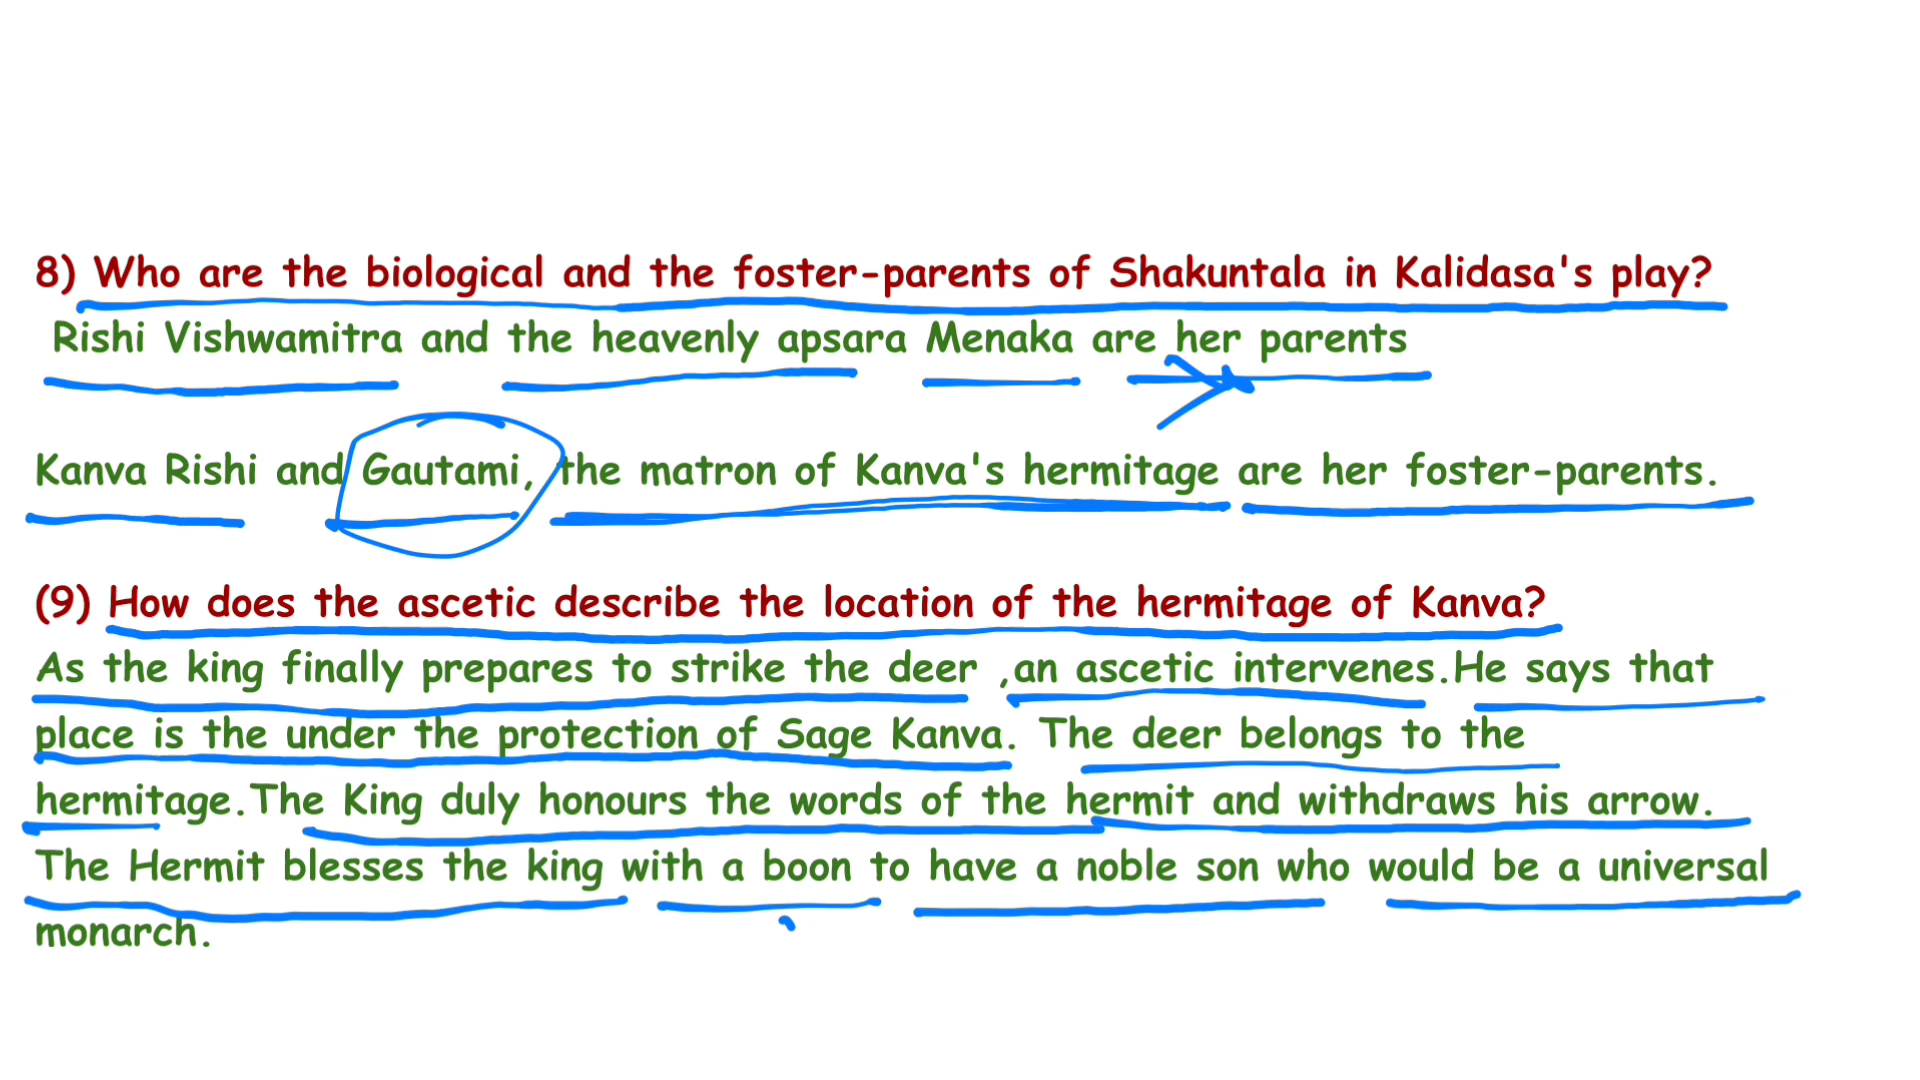 8) Who are the biological and the foster-parents of Shakuntala in Kalidasa's play?
Rishi Vishwamitra and the heavenly apsara Menaka are her parents
Kanva Rishi and Gautami, the matron of Kanva's hermitage are her foster-parents.
(9) How does the ascetic describe the location of the hermitage of Kanva?
As the king finally prepares to strike the deer ,an ascetic intervenes.He says that
place is the under the protection of Sage Kanva. The deer belongs to the
hermitage.The King duly honours the words of the hermit and withdraws his arrow.
The Hermit blesses the king with a boon to have a noble son who would be a universal
monarch.